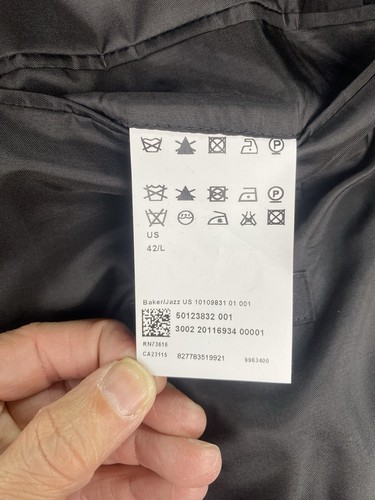 US
42/L
Baker/Jazz US 10109831 01 001
50123832 001
3002 20116934 00001
RN73616
CA23115 827783519921 9963400